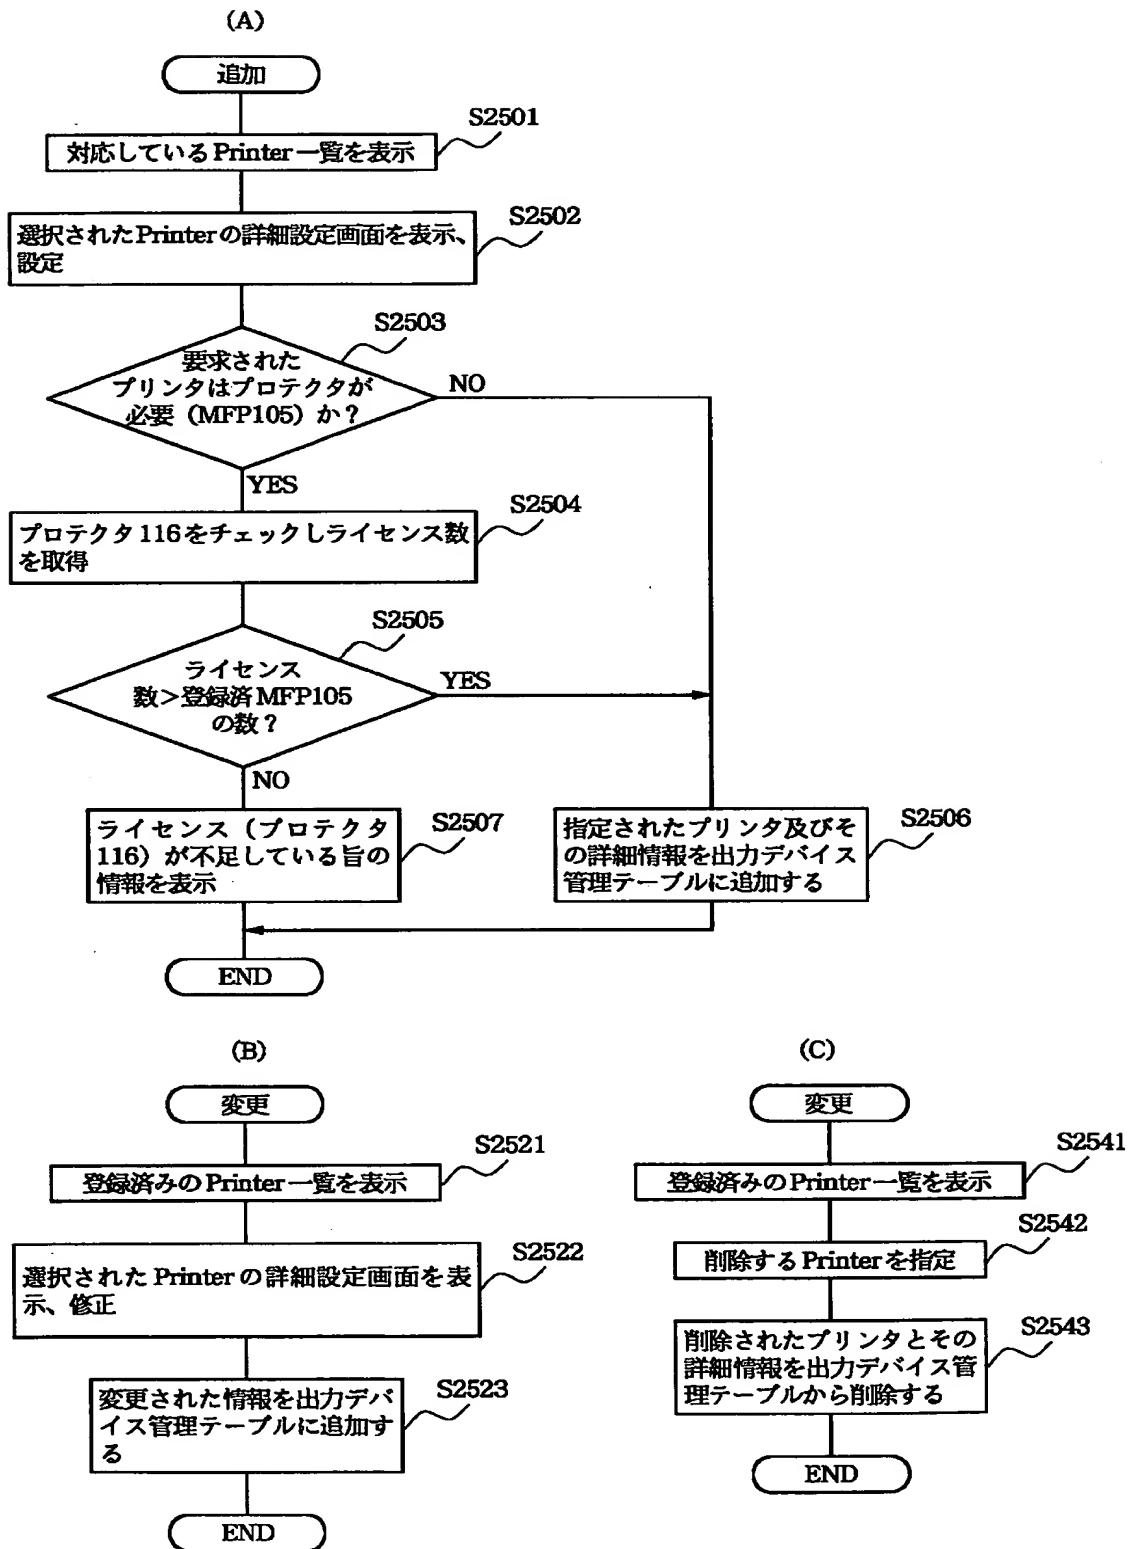 (A)
追加
S2501
対応しているPrinter一覧を表示
S2502
選択されたPrinterの詳細設定画面を表示、
設定
S2503
要求された
プリンタはプロテクタが
必要（MFP105）か？
NO
YES
S2504
プロテクタ116をチェックしライセンス数
を取得
S2505
ライセンス
数＞登録済MFP105
の数？
YES
NO
ライセンス（プロテクタ
116）が不足している旨の
情報を表示
S2507
指定されたプリンタ及びそ
の詳細情報を出力デバイス
管理テーブルに追加する
S2506
END
(B)
変更
S2521
登録済みのPrinter一覧を表示
S2522
選択されたPrinterの詳細設定画面を表
示、修正
S2523
変更された情報を出力デバ
イス管理テーブルに追加す
る
END
(C)
変更
S2541
登録済みのPrinter一覧を表示
S2542
削除するPrinterを指定
S2543
削除されたプリンタとその
詳細情報を出力デバイス管
理テーブルから削除する
END